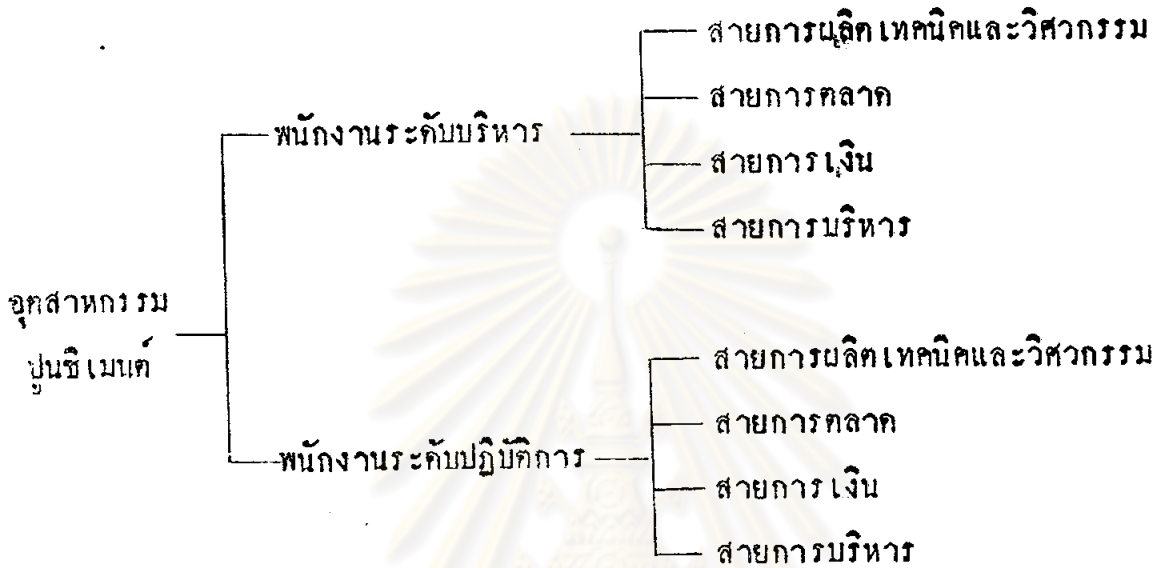 อุตสาหกรรม
ปูนซิเมนต์
พนักงานระดับบริหาร
สายการผลิตเทคนิคและวิศวกรรม
สายการตลาด
สายการเงิน
สายการบริหาร
พนักงานระดับปฏิบัติการ
สายการผลิตเทคนิคและวิศวกรรม
สายการตลาด
สายการเงิน
สายการบริหาร